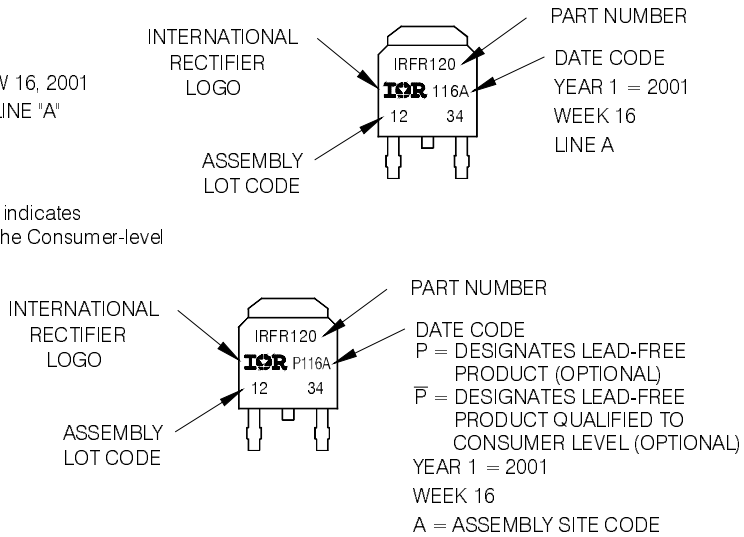 INTERNATIONAL
RECTIFIER
LOGO
PART NUMBER
DATE CODE
YEAR 1 = 2001
WEEK 16
LINE A
IRFR120
IOR 116A
12 34
ASSEMBLY
LOT CODE
16, 2001
LINE "A"
indicates
the Consumer-level
INTERNATIONAL
RECTIFIER
LOGO
PART NUMBER
IRFR120
IOR P116A
12 34
ASSEMBLY
LOT CODE
DATE CODE
P = DESIGNATES LEAD-FREE
PRODUCT (OPTIONAL)
P̅ = DESIGNATES LEAD-FREE
PRODUCT QUALIFIED TO
CONSUMER LEVEL (OPTIONAL)
YEAR 1 = 2001
WEEK 16
A = ASSEMBLY SITE CODE